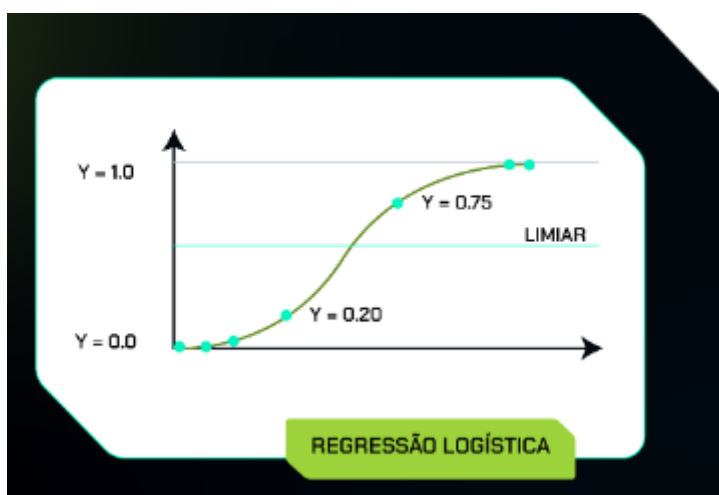 Y = 1.0
Y = 0.75
LIMIAR
Y = 0.20
Y = 0.0
REGRESSÃO LOGÍSTICA